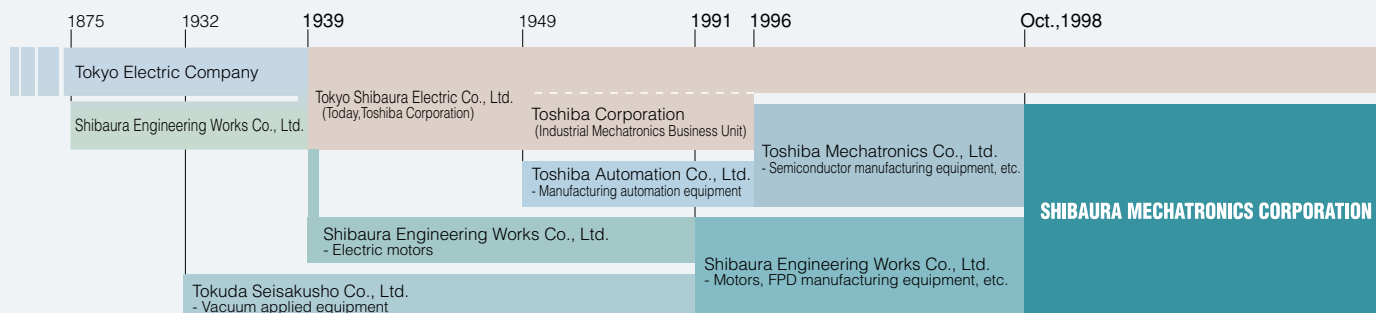 1875
1932
1939
1949
1991
1996
Oct.,1998
Tokyo Electric Company
Shibaura Engineering Works Co., Ltd.
Tokyo Shibaura Electric Co., Ltd.
(Today,Toshiba Corporation)
Toshiba Corporation
(Industrial Mechatronics Business Unit)
Toshiba Automation Co., Ltd.
- Manufacturing automation equipment
Toshiba Mechatronics Co., Ltd.
- Semiconductor manufacturing equipment, etc.
Shibaura Engineering Works Co., Ltd.
- Electric motors
Tokuda Seisakusho Co., Ltd.
- Vacuum applied equipment
Shibaura Engineering Works Co., Ltd.
- Motors, FPD manufacturing equipment, etc.
SHIBAURA MECHATRONICS CORPORATION